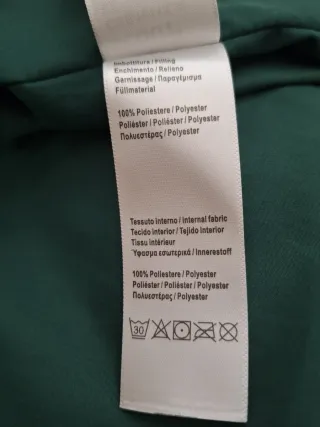 Imbottitura / Filling
Enchimento / Relleno
Garnissage / Παραγέμισμα
Füllmaterial
100% Poliestere / Polyester
Poliéster / Poliéster / Polyester
Πολυεστέρας / Polyester
Tessuto interno / Internal fabric
Tecido interior / Tejido interior
Tissu intérieur
Ύφασμα εσωτερικό / Innerestoff
100% Poliestere / Polyester
Poliéster / Poliéster / Polyester
Πολυεστέρας / Polyester
30